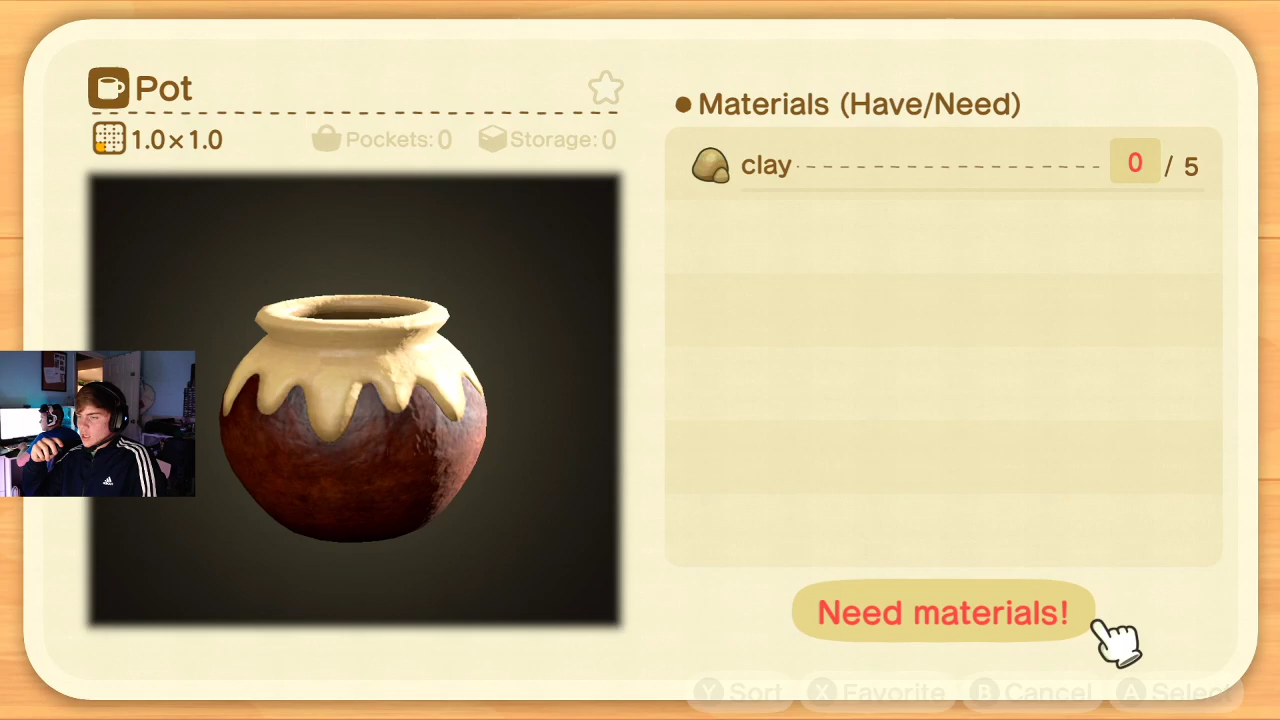 Pot
1.0×1.0 Pockets: 0 Storage: 0
Materials (Have/Need)
clay 0 / 5
Need materials!
Y Sort X Favorite B Cancel A Select